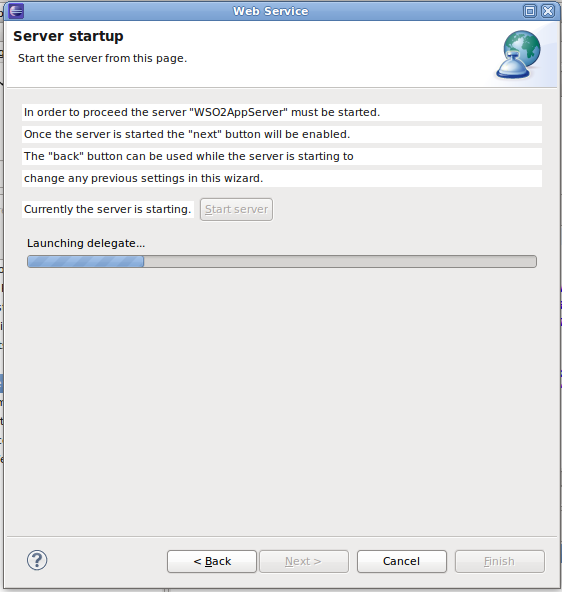 Web Service
Server startup
Start the server from this page.
In order to proceed the server "WSO2AppServer" must be started.
Once the server is started the "next" button will be enabled.
The "back" button can be used while the server is starting to
change any previous settings in this wizard.
Currently the server is starting. Start server
Launching delegate...
? < Back Next > Cancel Finish